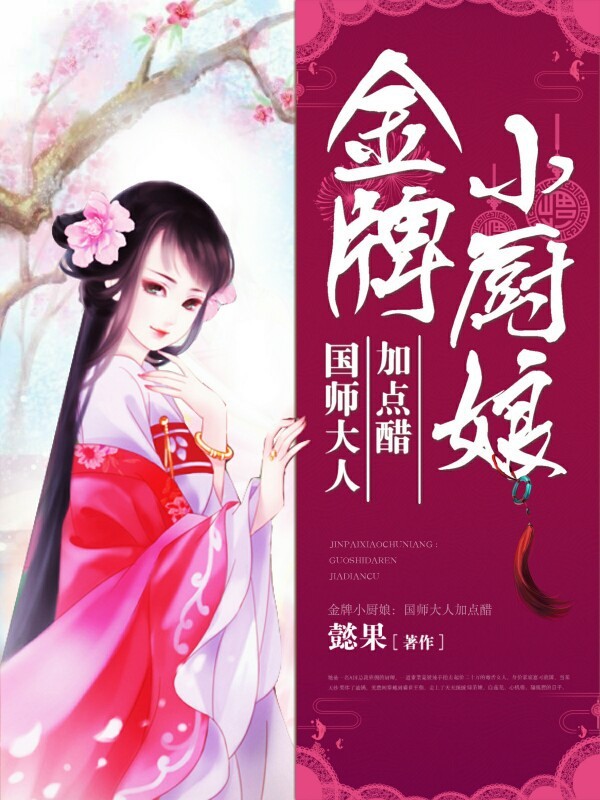 金牌
小厨娘
国师大人
加点醋
JINPAIXIAOCHUNIANG :
GUOSHIDAREN
JIADIANCU
金牌小厨娘：国师大人加点醋
懿果［著作］